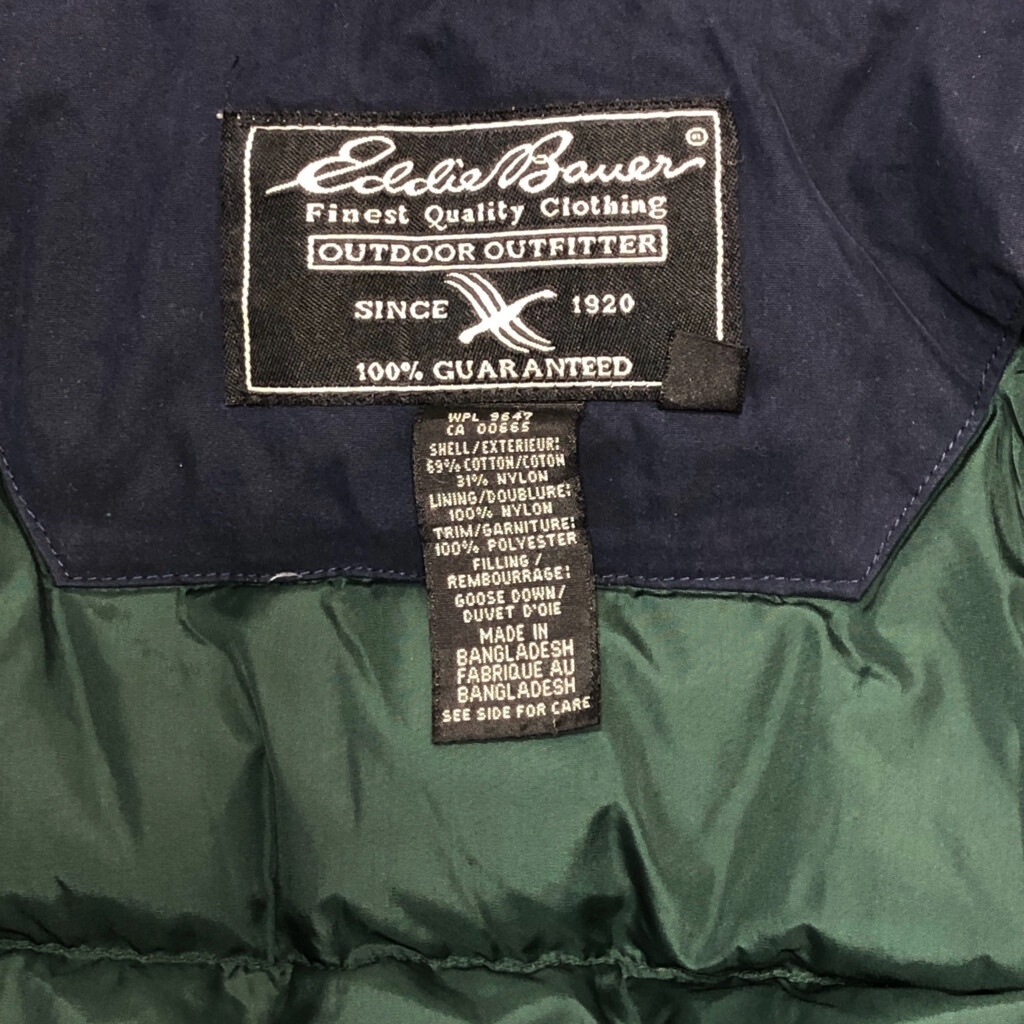 Eddie Bauer ®
Finest Quality Clothing
OUTDOOR OUTFITTER
SINCE 1920
100% GUARANTEED
WPL 9647
CA 00665
SHELL/EXTERIEUR:
69% COTTON/COTON
31% NYLON
LINING/DOUBLURE:
100% NYLON
TRIM/GARNITURE:
100% POLYESTER
FILLING/
REMBOURRAGE:
GOOSE DOWN/
DUVET D'OIE
MADE IN
BANGLADESH
FABRIQUE AU
BANGLADESH
SEE SIDE FOR CARE